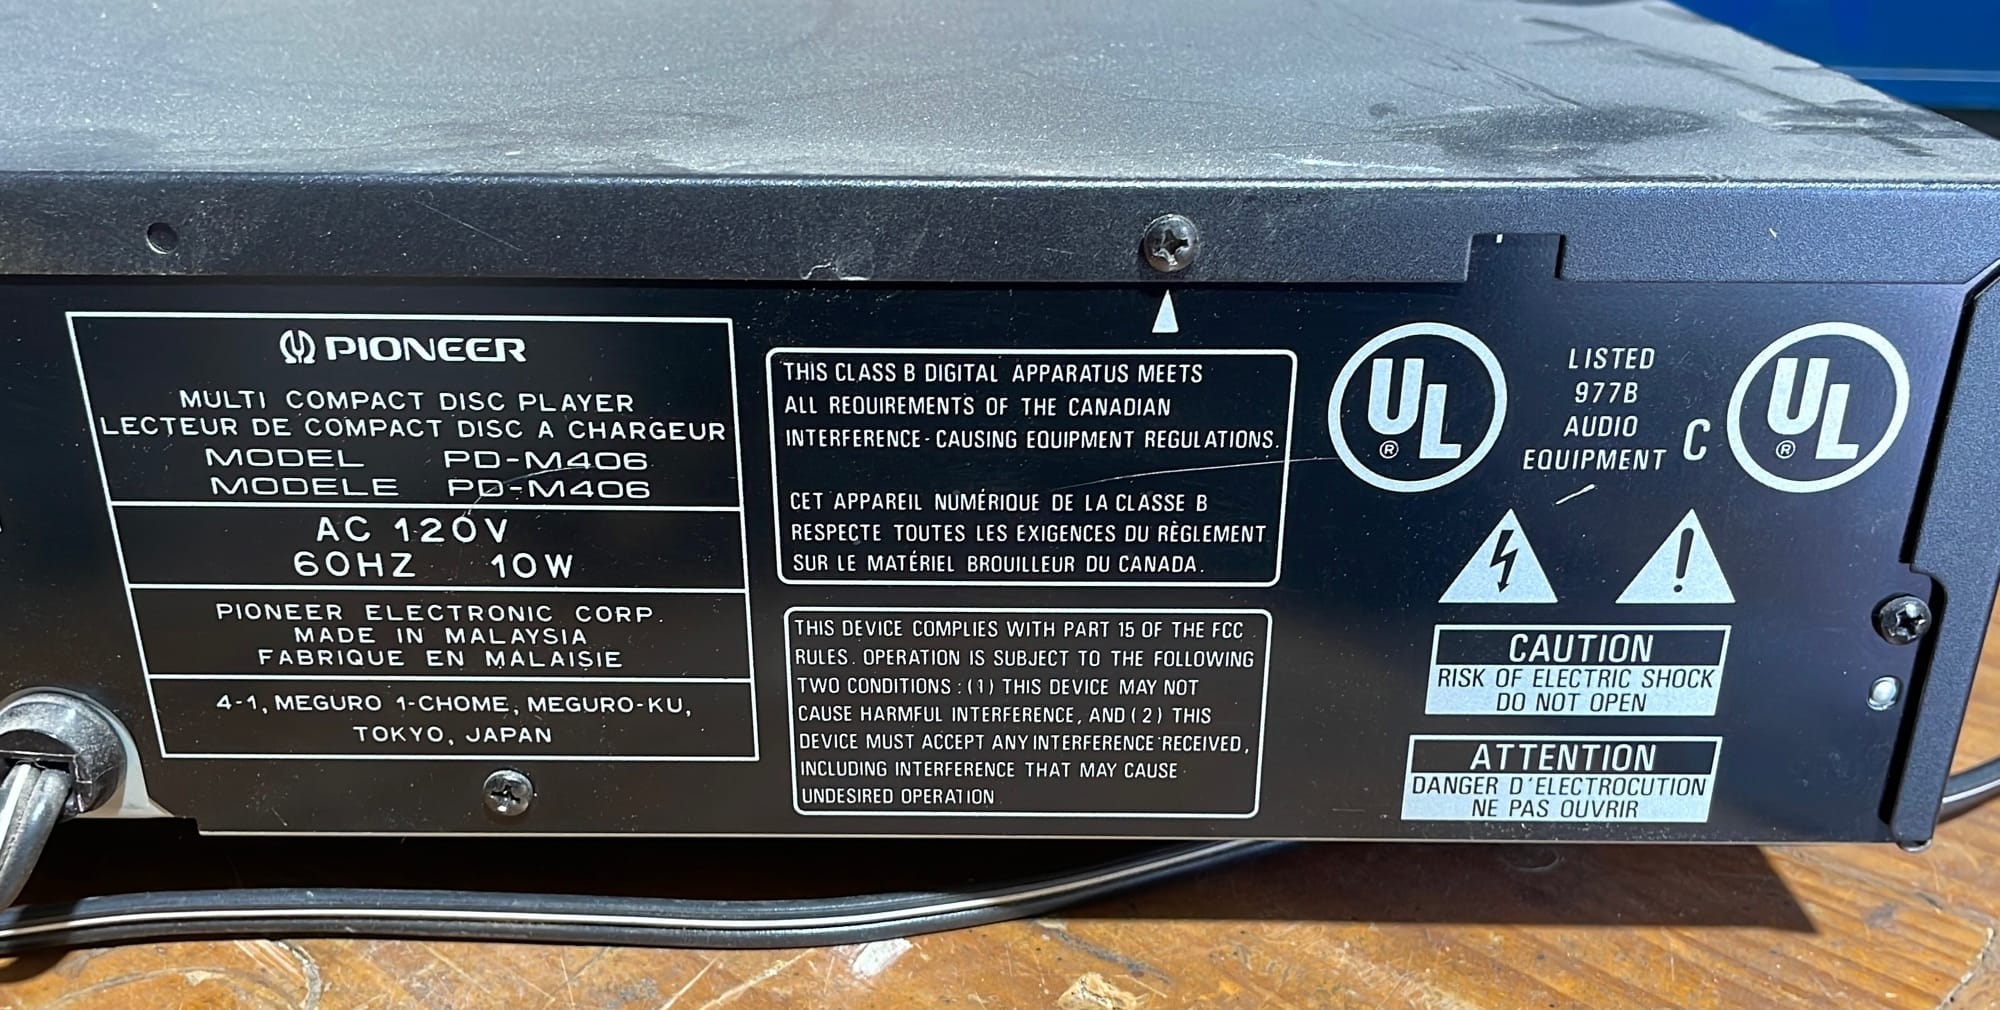 PIONEER
MULTI COMPACT DISC PLAYER
LECTEUR DE COMPACT DISC A CHARGEUR
MODEL PD-M406
MODELE PD-M406
AC 120V
60HZ 10W
PIONEER ELECTRONIC CORP.
MADE IN MALAYSIA
FABRIQUE EN MALAISIE
4-1, MEGURO 1-CHOME, MEGURO-KU,
TOKYO, JAPAN
THIS CLASS B DIGITAL APPARATUS MEETS
ALL REQUIREMENTS OF THE CANADIAN
INTERFERENCE-CAUSING EQUIPMENT REGULATIONS.
CET APPAREIL NUMÉRIQUE DE LA CLASSE B
RESPECTE TOUTES LES EXIGENCES DU RÈGLEMENT
SUR LE MATÉRIEL BROUILLEUR DU CANADA.
THIS DEVICE COMPLIES WITH PART 15 OF THE FCC
RULES. OPERATION IS SUBJECT TO THE FOLLOWING
TWO CONDITIONS : (1) THIS DEVICE MAY NOT
CAUSE HARMFUL INTERFERENCE, AND (2) THIS
DEVICE MUST ACCEPT ANY INTERFERENCE RECEIVED,
INCLUDING INTERFERENCE THAT MAY CAUSE
UNDESIRED OPERATION
UL ®
LISTED
977B
AUDIO
EQUIPMENT
C UL ®
CAUTION
RISK OF ELECTRIC SHOCK
DO NOT OPEN
ATTENTION
DANGER D'ELECTROCUTION
NE PAS OUVRIR